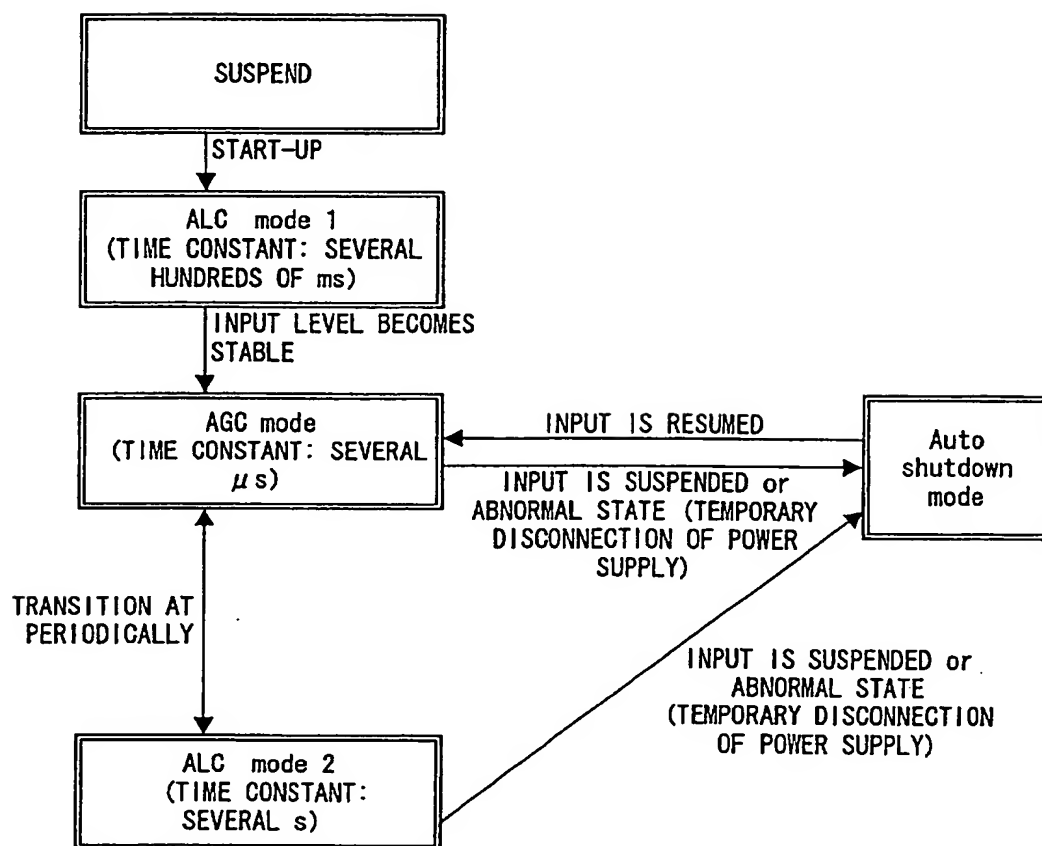 SUSPEND
START-UP
ALC mode 1
(TIME CONSTANT: SEVERAL
HUNDREDS OF ms)
INPUT LEVEL BECOMES
STABLE
AGC mode
(TIME CONSTANT: SEVERAL
μs)
INPUT IS RESUMED
INPUT IS SUSPENDED or
ABNORMAL STATE (TEMPORARY
DISCONNECTION OF POWER
SUPPLY)
Auto
shutdown
mode
TRANSITION AT
PERIODICALLY
INPUT IS SUSPENDED or
ABNORMAL STATE
(TEMPORARY DISCONNECTION
OF POWER SUPPLY)
ALC mode 2
(TIME CONSTANT:
SEVERAL s)